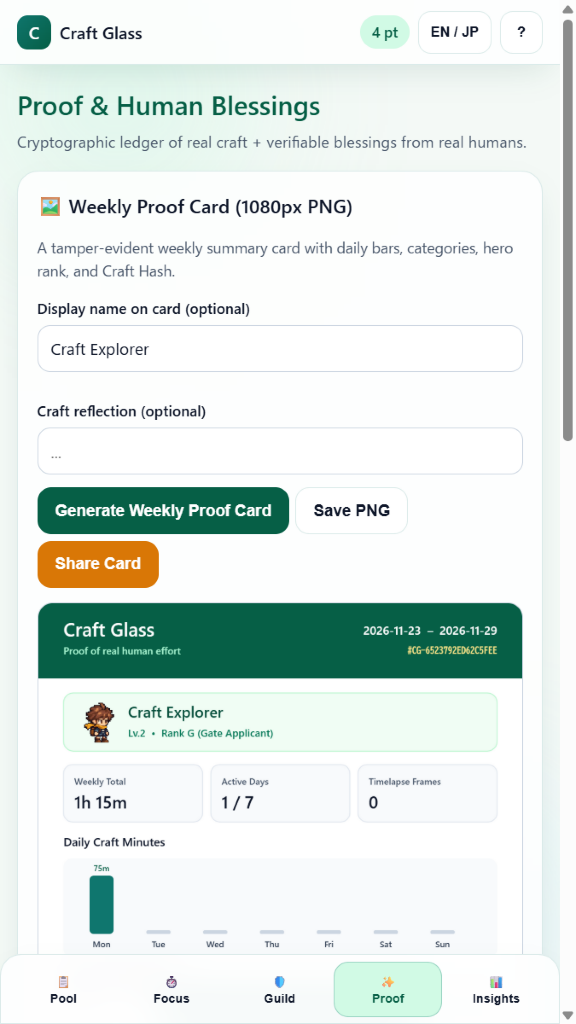 C Craft Glass 4 pt EN / JP ?
Proof & Human Blessings
Cryptographic ledger of real craft + verifiable blessings from real humans.
Weekly Proof Card (1080px PNG)
A tamper-evident weekly summary card with daily bars, categories, hero
rank, and Craft Hash.
Display name on card (optional)
Craft Explorer
Craft reflection (optional)
...
Generate Weekly Proof Card Save PNG
Share Card
Craft Glass 2026-11-23 – 2026-11-29
Proof of real human effort #CG-6523792ED62C5FEE
Craft Explorer
Lv.2 • Rank G (Gate Applicant)
Weekly Total Active Days Timelapse Frames
1h 15m 1 / 7 0
Daily Craft Minutes
75m
Mon Tue Wed Thu Fri Sat Sun
Pool Focus Guild Proof Insights